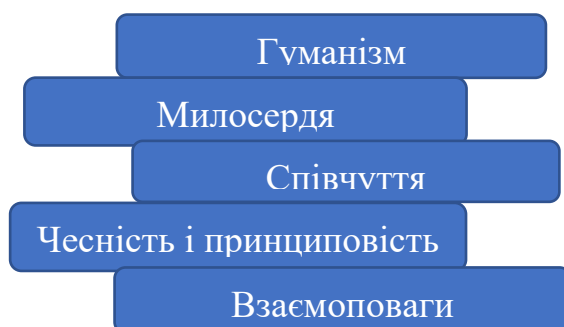 Гуманізм
Милосердя
Співчуття
Чесність і принциповість
Взаємоповаги